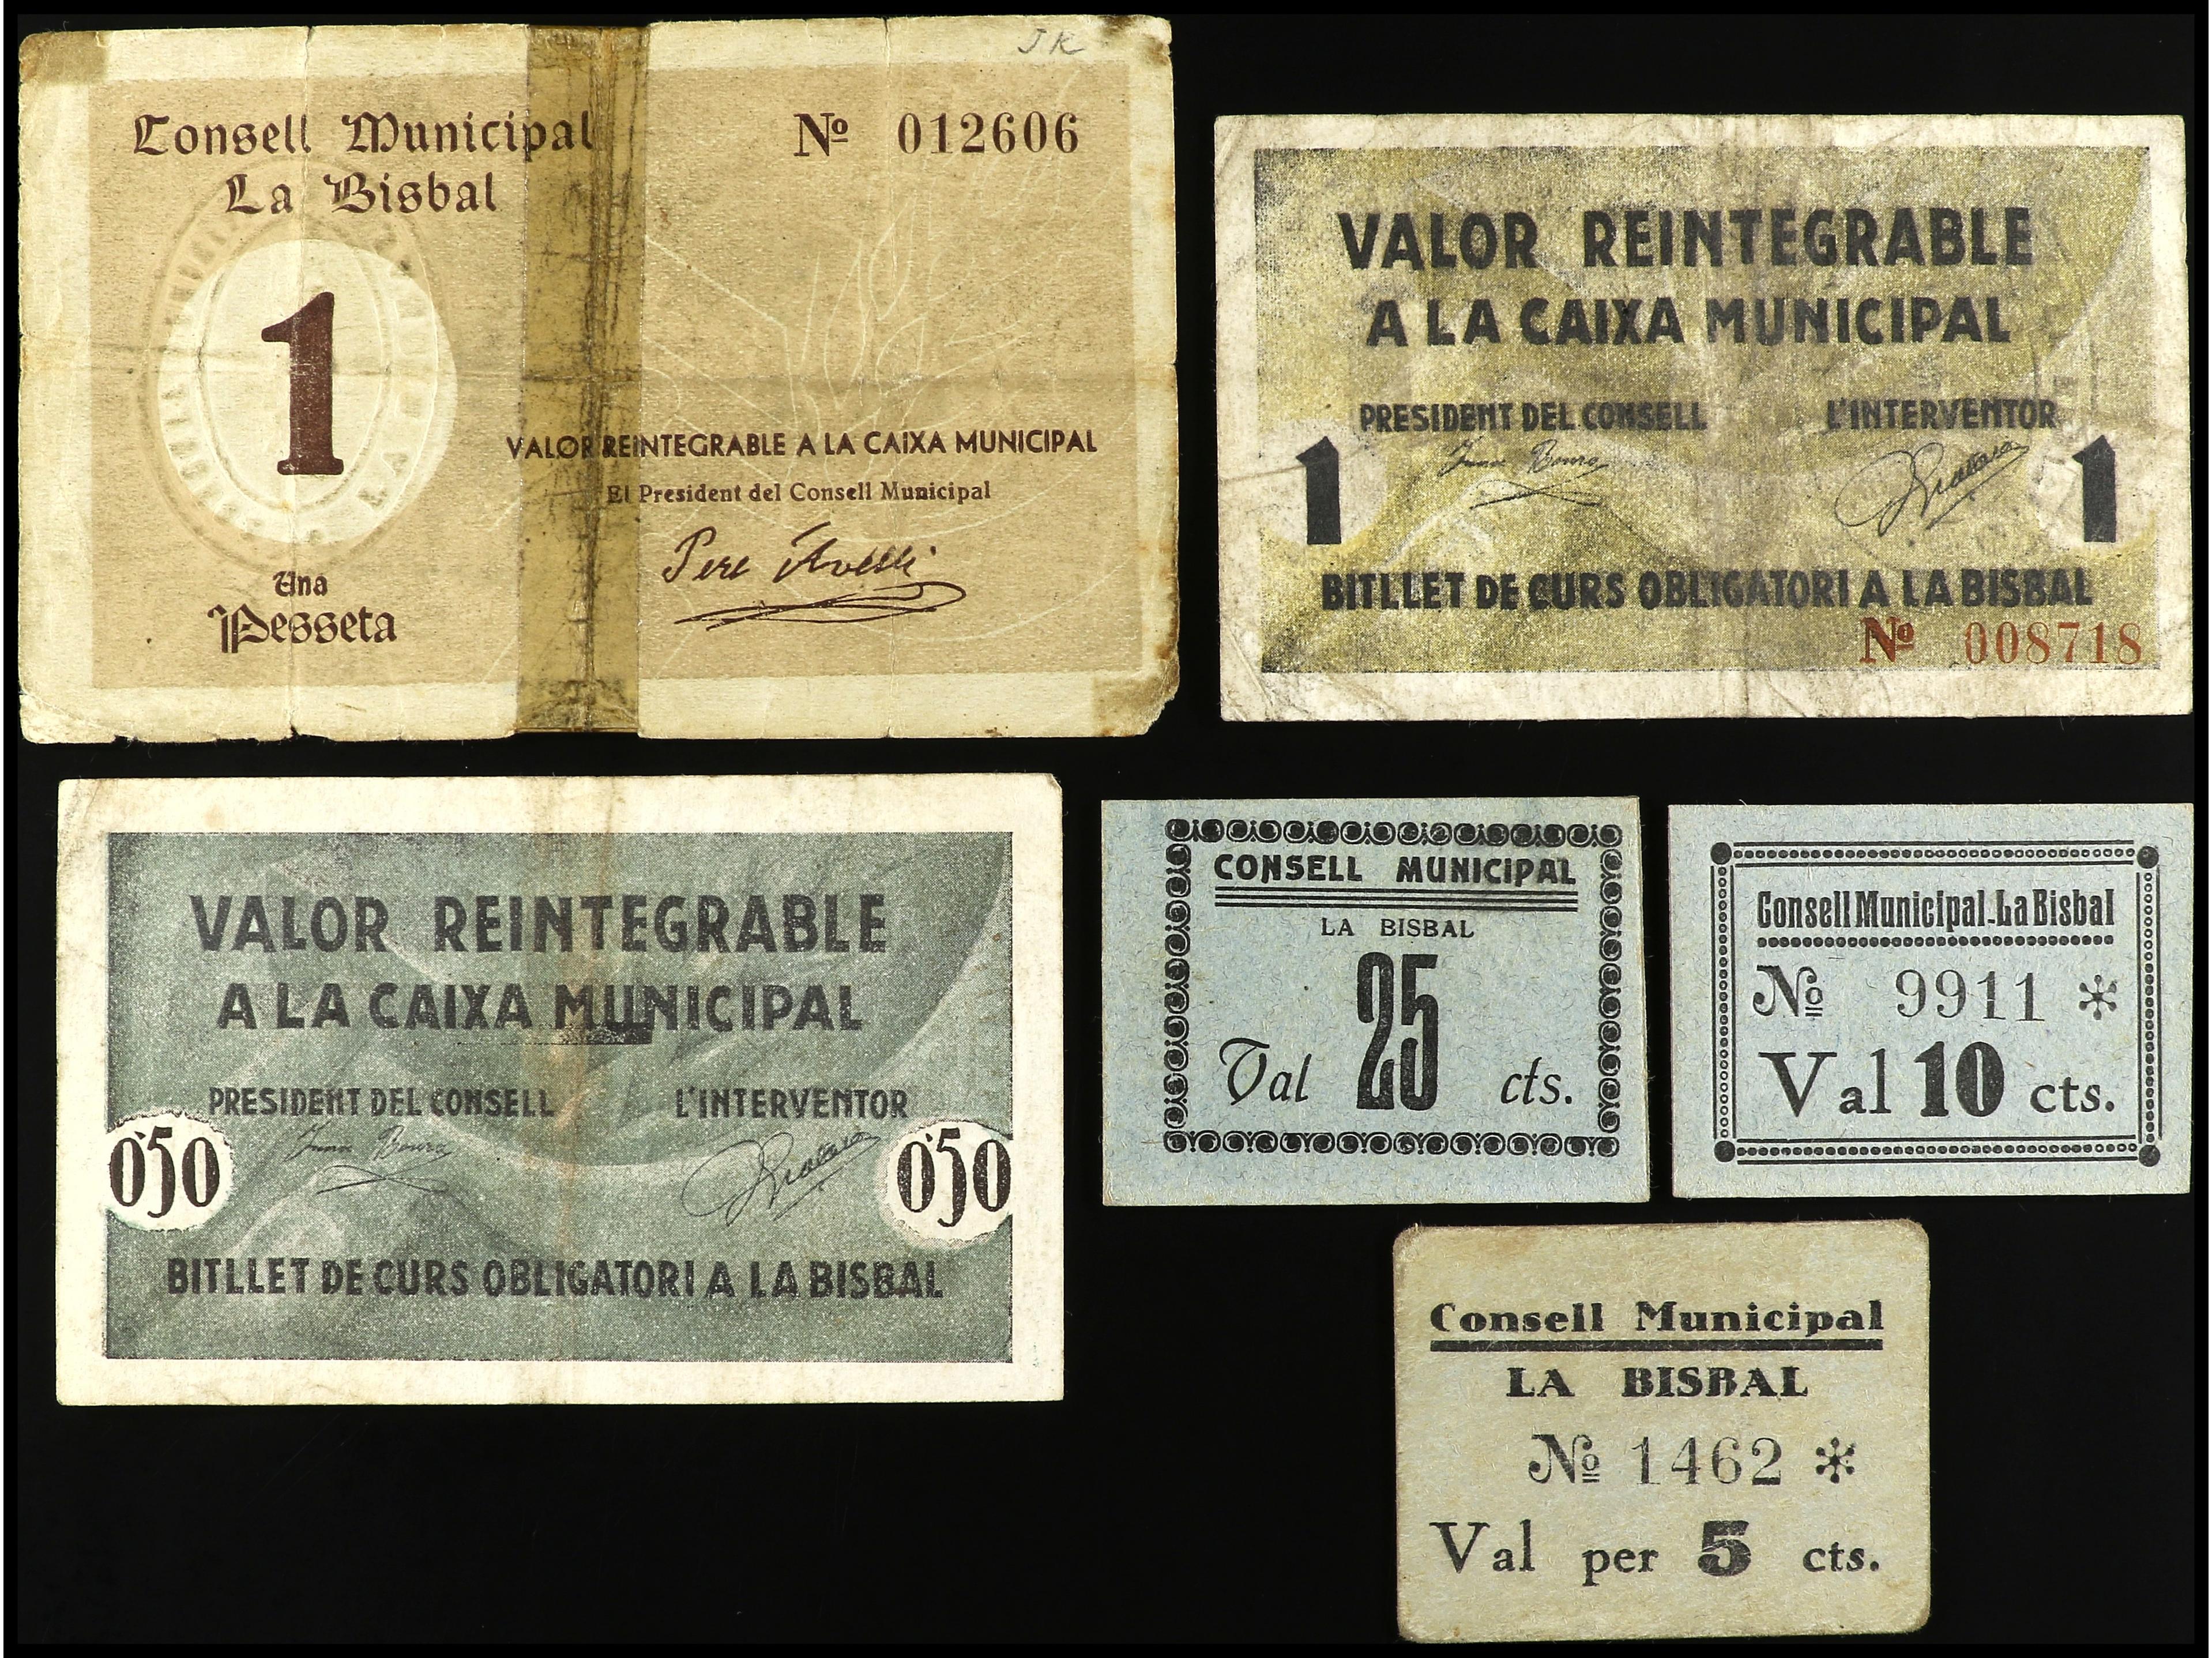 JK
Consell Municipal
La Bisbal
Nº 012606
1
VALOR REINTEGRABLE A LA CAIXA MUNICIPAL
El President del Consell Municipal
Pere
Una
Pesseta
VALOR REINTEGRABLE
A LA CAIXA MUNICIPAL
PRESIDENT DEL CONSELL L'INTERVENTOR
1 1
BITLLET DE CURS OBLIGATORI A LA BISBAL
Nº 008718
VALOR REINTEGRABLE
A LA CAIXA MUNICIPAL
PRESIDENT DEL CONSELL L'INTERVENTOR
0'50 0'50
BITLLET DE CURS OBLIGATORI A LA BISBAL
CONSELL MUNICIPAL
LA BISBAL
Val 25 cts.
Consell Municipal-La Bisbal
Nº 9911 *
Val 10 cts.
Consell Municipal
LA BISBAL
Nº 1462 *
Val per 5 cts.